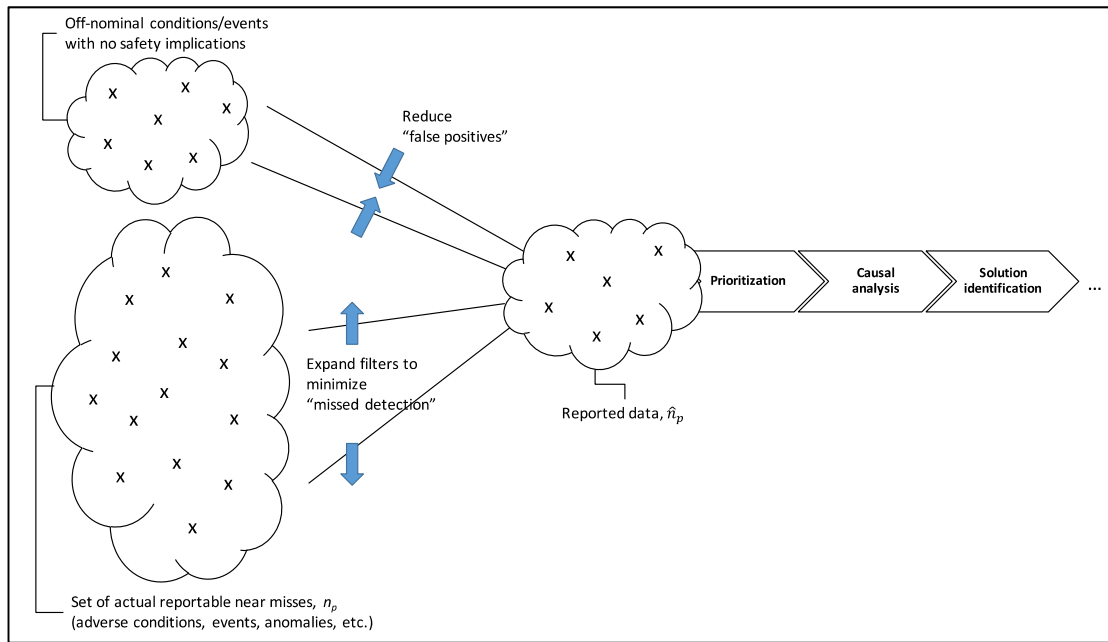 Off-nominal conditions/events
with no safety implications
X X
X X
X X X
Reduce
“false positives”
X
X X
X
X X
X X
X
X
X X
X
Expand filters to
minimize
“missed detection”
X X
X
X X
X
Reported data, n̂ₚ
Prioritization
Causal
analysis
Solution
identification
...
Set of actual reportable near misses, nₚ
(adverse conditions, events, anomalies, etc.)